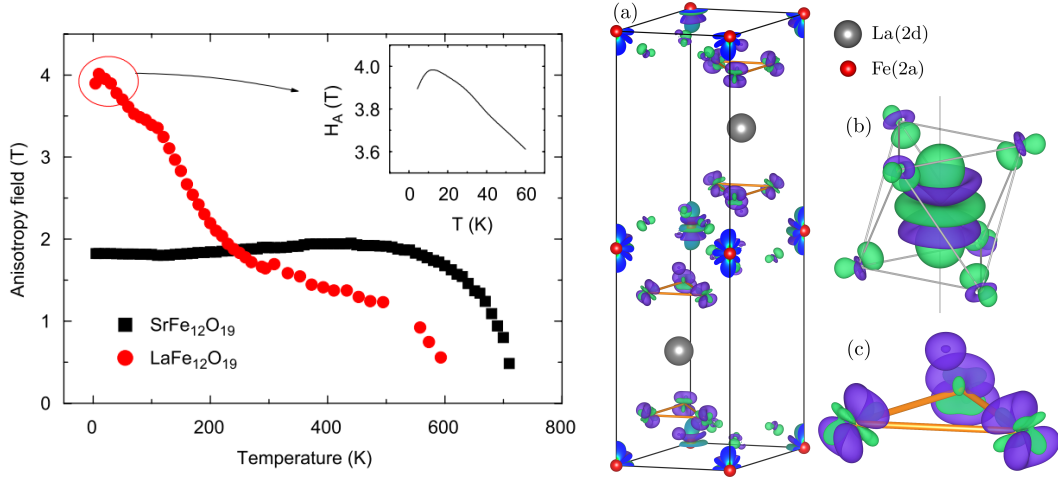 Anisotropy field (T)
4
3
2
1
0
0
200
400
600
800
Temperature (K)
SrFe₁₂O₁₉
LaFe₁₂O₁₉
H_A (T)
4.0
3.8
3.6
0
20
40
60
T (K)
(a)
La(2d)
Fe(2a)
(b)
(c)